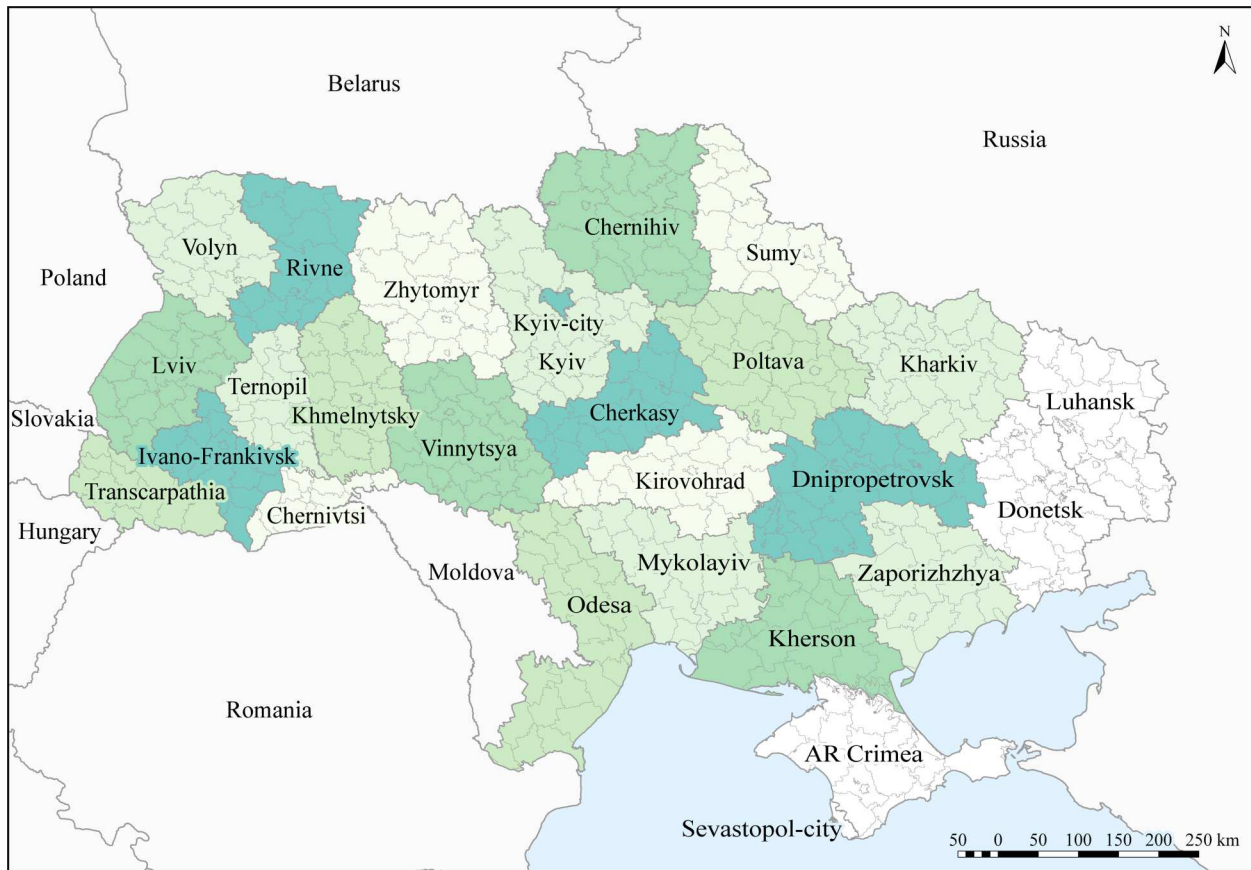 N
Belarus
Russia
Chernihiv
Volyn
Sumy
Rivne
Poland
Zhytomyr
Kyiv-city
Kyiv
Poltava
Kharkiv
Lviv
Ternopil
Luhansk
Slovakia
Khmelnytsky
Cherkasy
Vinnytsya
Ivano-Frankivsk
Kirovohrad
Dnipropetrovsk
Transcarpathia
Chernivtsi
Donetsk
Hungary
Moldova
Mykolayiv
Zaporizhzhya
Odesa
Kherson
Romania
AR Crimea
Sevastopol-city
50 0 50 100 150 200 250 km